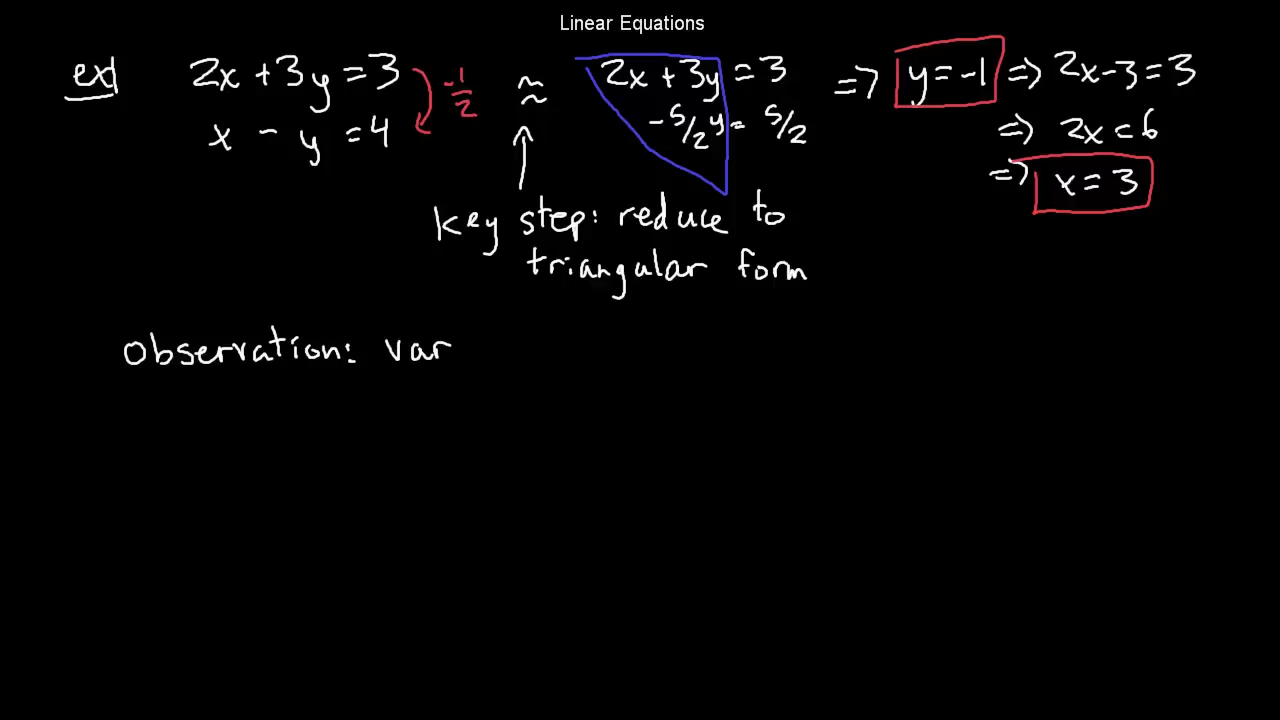 Linear Equations
ex 2x + 3y = 3 -1/2 ≈ 2x + 3y = 3 => y = -1 => 2x - 3 = 3
x - y = 4 -5/2 y = 5/2 => 2x = 6
=> x = 3
key step: reduce to
triangular form
Observation: var